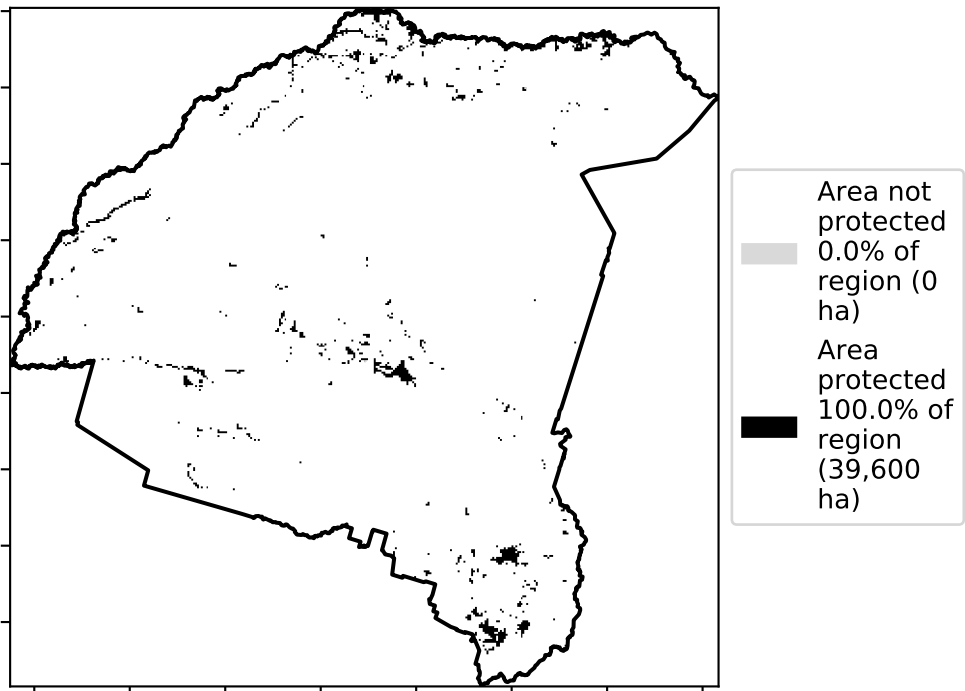 Area not
protected
0.0% of
region (0
ha)
Area
protected
100.0% of
region
(39,600
ha)